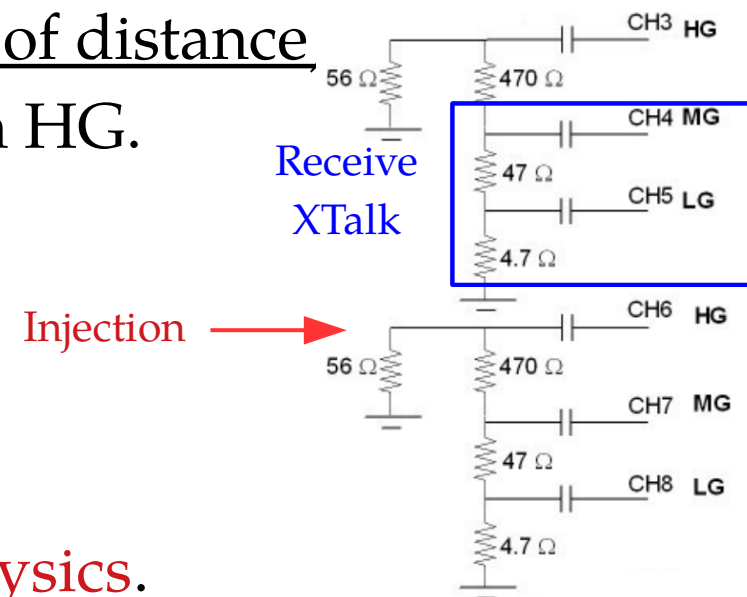 of distance
HG.
CH3 HG
56 Ω
470 Ω
CH4 MG
Receive
XTalk
47 Ω
CH5 LG
4.7 Ω
Injection
CH6 HG
56 Ω
470 Ω
CH7 MG
47 Ω
CH8 LG
4.7 Ω
ysics.